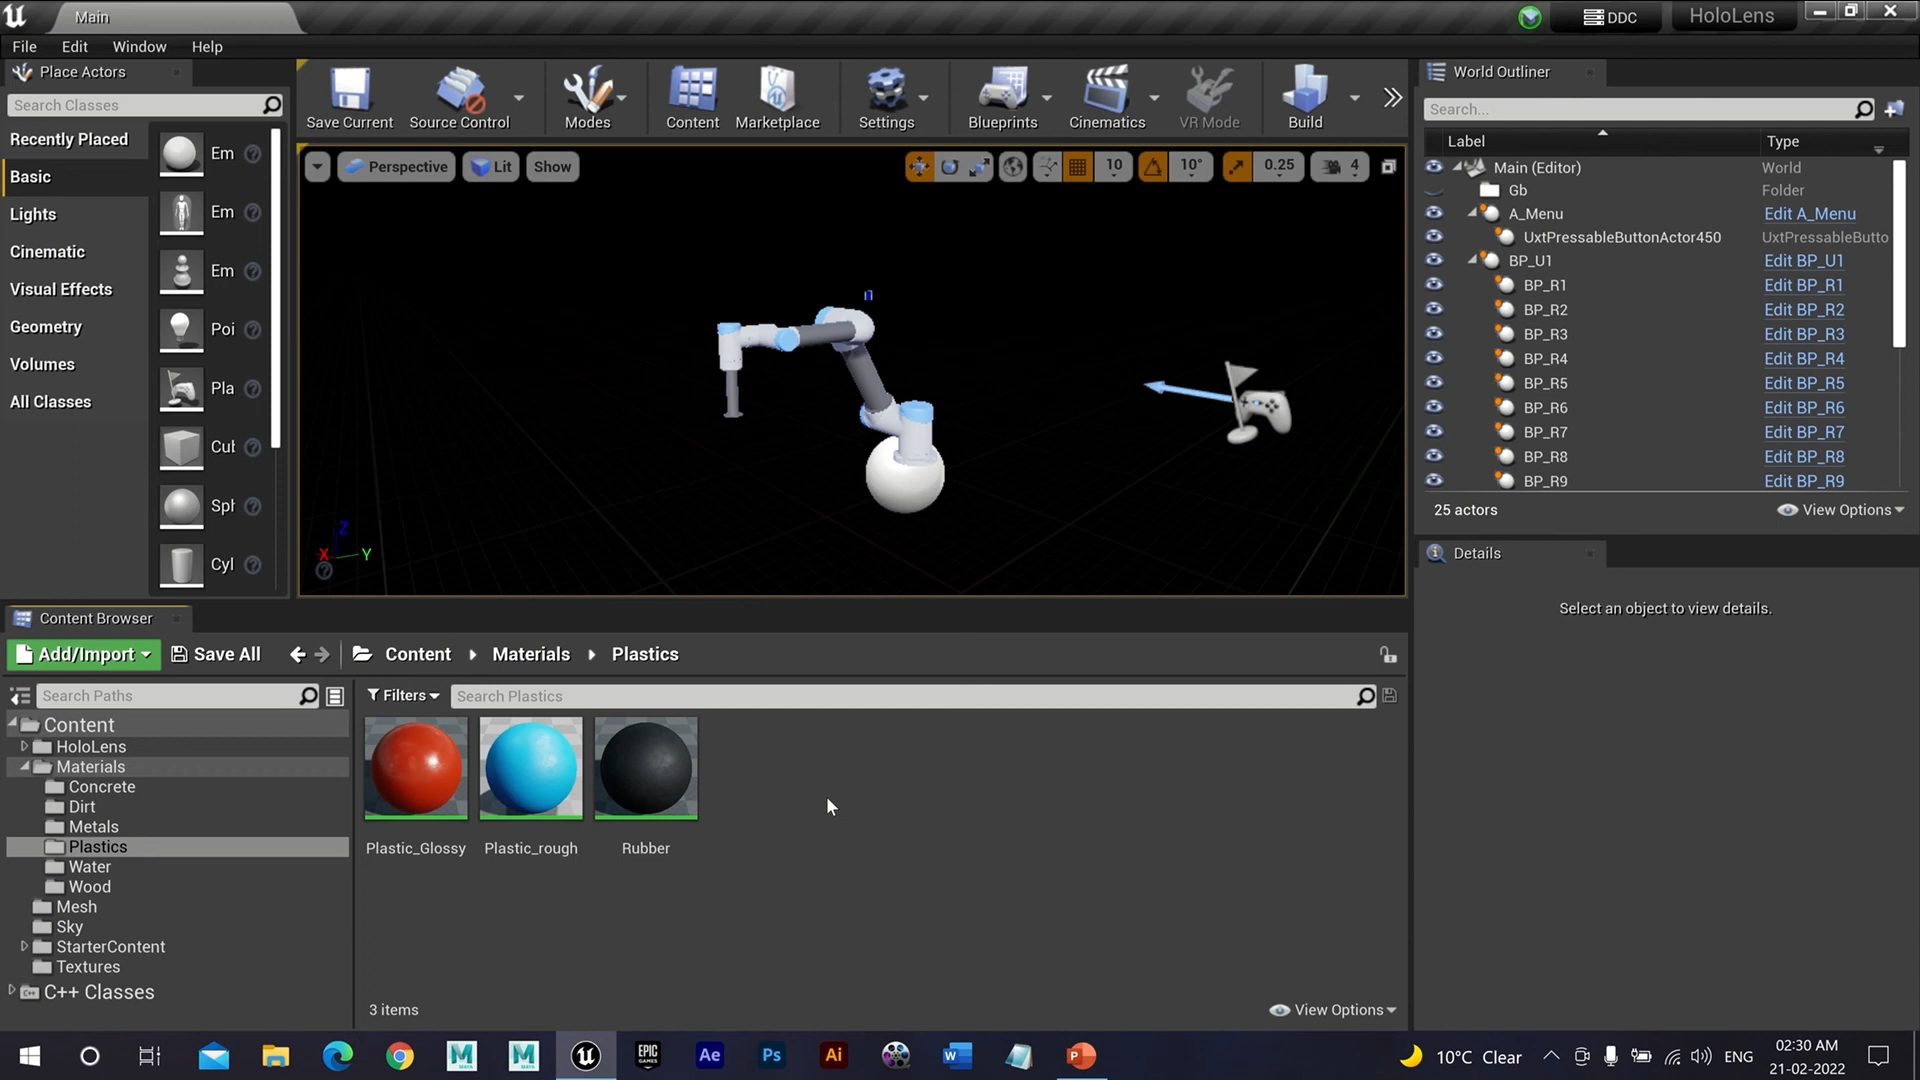 Main
DDC
HoloLens
File Edit Window Help
Place Actors
Search Classes
Recently Placed
Basic
Lights
Cinematic
Visual Effects
Geometry
Volumes
All Classes
Em
Em
Em
Poi
Pla
Cub
Sph
Cyl
Save Current
Source Control
Modes
Content
Marketplace
Settings
Blueprints
Cinematics
VR Mode
Build
Perspective
Lit
Show
10
10°
0.25
4
Z
X
Y
World Outliner
Search...
Label Type
Main (Editor) World
Gb Folder
A_Menu Edit A_Menu
UxtPressableButtonActor450 UxtPressableButto
BP_U1 Edit BP_U1
BP_R1 Edit BP_R1
BP_R2 Edit BP_R2
BP_R3 Edit BP_R3
BP_R4 Edit BP_R4
BP_R5 Edit BP_R5
BP_R6 Edit BP_R6
BP_R7 Edit BP_R7
BP_R8 Edit BP_R8
BP_R9 Edit BP_R9
25 actors View Options
Details
Select an object to view details.
Content Browser
Add/Import Save All Content Materials Plastics
Search Paths
Filters Search Plastics
Content
HoloLens
Materials
Concrete
Dirt
Metals
Plastics
Water
Wood
Mesh
Sky
StarterContent
Textures
C++ Classes
Plastic_Glossy Plastic_rough Rubber
3 items View Options
M
MAYA
M
MAYA
EPIC
GAMES
Ae
Ps
Ai
W
P
10°C Clear
ENG
02:30 AM
21-02-2022